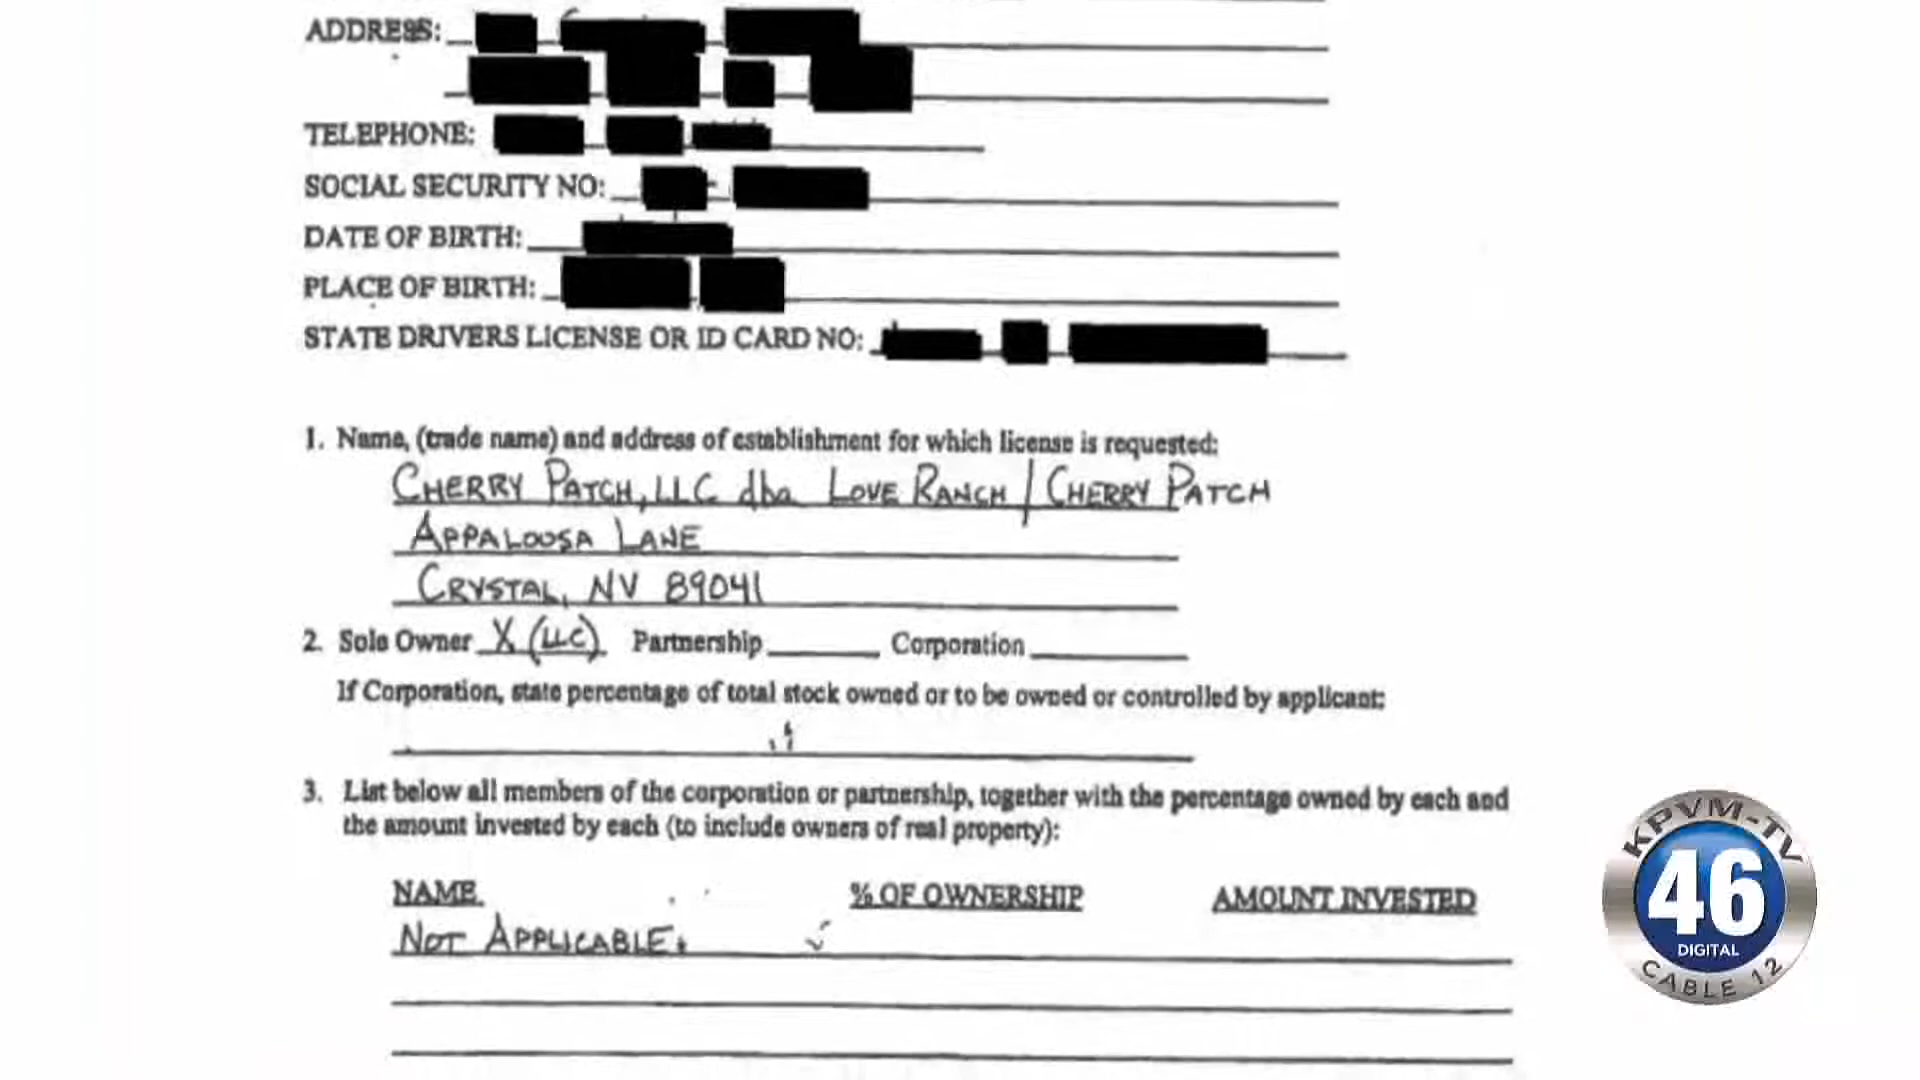 ADDRESS:
TELEPHONE:
SOCIAL SECURITY NO:
DATE OF BIRTH:
PLACE OF BIRTH:
STATE DRIVERS LICENSE OR ID CARD NO:
1. Name, (trade name) and address of establishment for which license is requested:
CHERRY PATCH, LLC dba LOVE RANCH / CHERRY PATCH
APPALOOSA LANE
CRYSTAL, NV 89041
2. Sole Owner X (LLC) Partnership Corporation
If Corporation, state percentage of total stock owned or to be owned or controlled by applicant:
3. List below all members of the corporation or partnership, together with the percentage owned by each and
the amount invested by each (to include owners of real property):
NAME % OF OWNERSHIP AMOUNT INVESTED
NOT APPLICABLE.
KPVM-TV
46
DIGITAL
CABLE 12